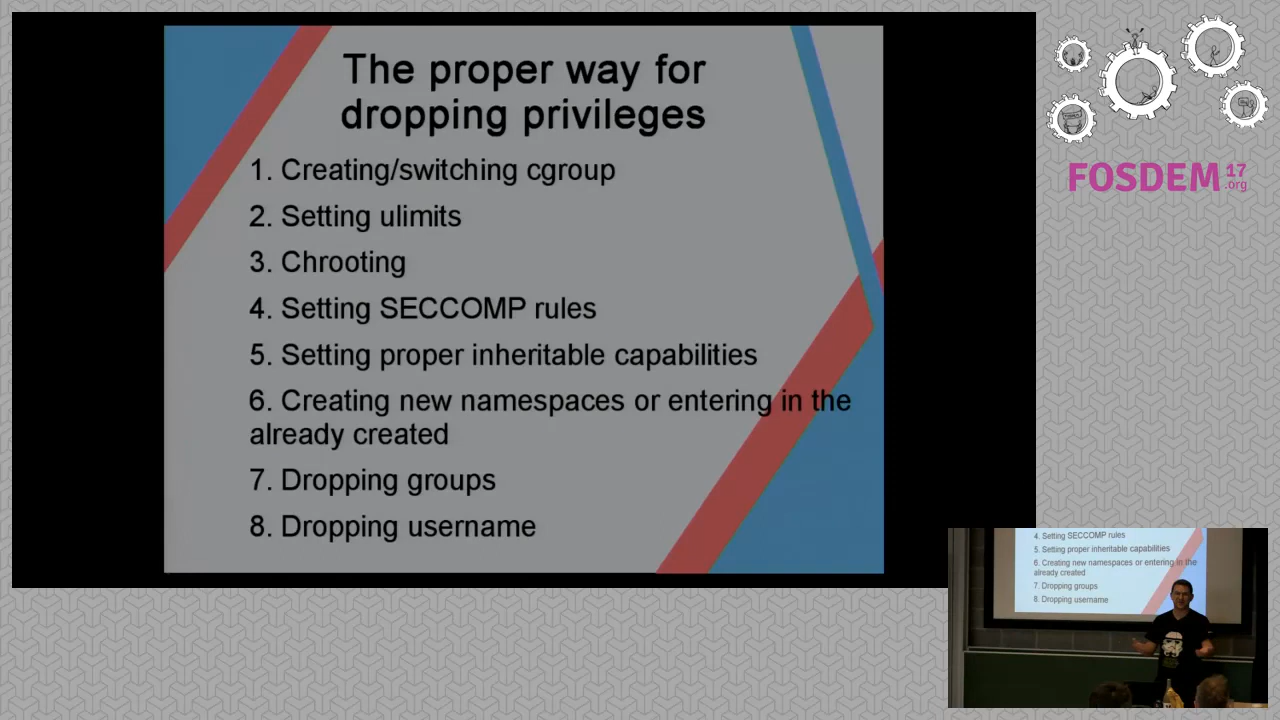 The proper way for
dropping privileges
1. Creating/switching cgroup
2. Setting ulimits
3. Chrooting
4. Setting SECCOMP rules
5. Setting proper inheritable capabilities
6. Creating new namespaces or entering in the
already created
7. Dropping groups
8. Dropping username
FOSDEM 17
.org
4. Setting SECCOMP rules
5. Setting proper inheritable capabilities
6. Creating new namespaces or entering in the
already created
7. Dropping groups
8. Dropping username